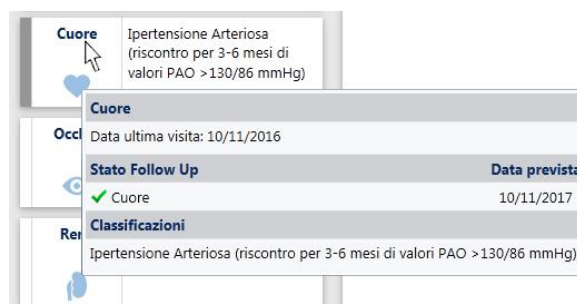 Cuore
Ipertensione Arteriosa
(riscontro per 3-6 mesi di
valori PAO >130/86 mmHg)
Cuore
Occl
Data ultima visita: 10/11/2016
Stato Follow Up Data prevista
✓ Cuore 10/11/2017
Rer
Classificazioni
Ipertensione Arteriosa (riscontro per 3-6 mesi di valori PAO >130/86 mmHg)